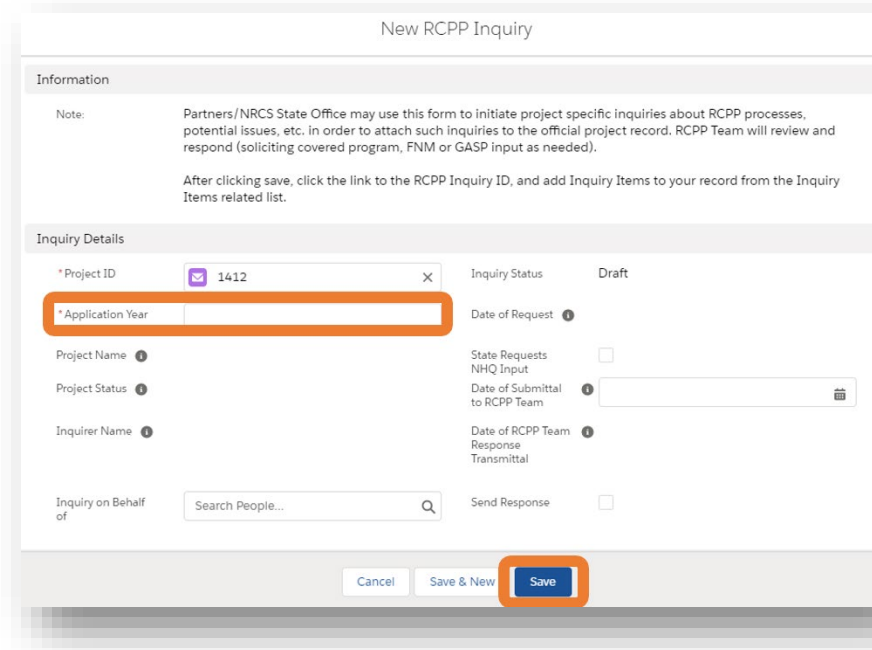 New RCPP Inquiry
Information
Note:
Partners/NRCS State Office may use this form to initiate project specific inquiries about RCPP processes,
potential issues, etc. in order to attach such inquiries to the official project record. RCPP Team will review and
respond (soliciting covered program, FNM or GASP input as needed).
After clicking save, click the link to the RCPP Inquiry ID, and add Inquiry Items to your record from the Inquiry
Items related list.
Inquiry Details
*Project ID
1412
Inquiry Status
Draft
*Application Year
Date of Request
Project Name
State Requests
NHQ Input
Project Status
Date of Submittal
to RCPP Team
Inquirer Name
Date of RCPP Team
Response
Transmittal
Inquiry on Behalf
of
Search People...
Send Response
Cancel
Save & New
Save